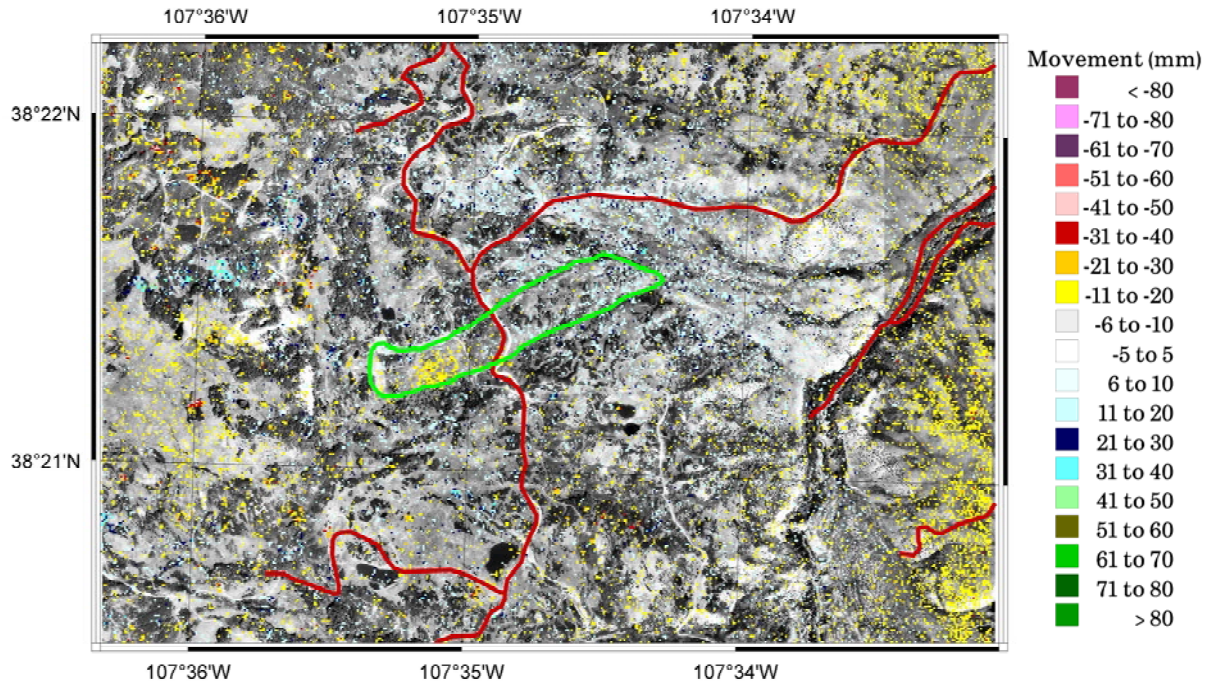 107°36'W 107°35'W 107°34'W
38°22'N
38°21'N
107°36'W 107°35'W 107°34'W
Movement (mm)
< -80
-71 to -80
-61 to -70
-51 to -60
-41 to -50
-31 to -40
-21 to -30
-11 to -20
-6 to -10
-5 to 5
6 to 10
11 to 20
21 to 30
31 to 40
41 to 50
51 to 60
61 to 70
71 to 80
> 80